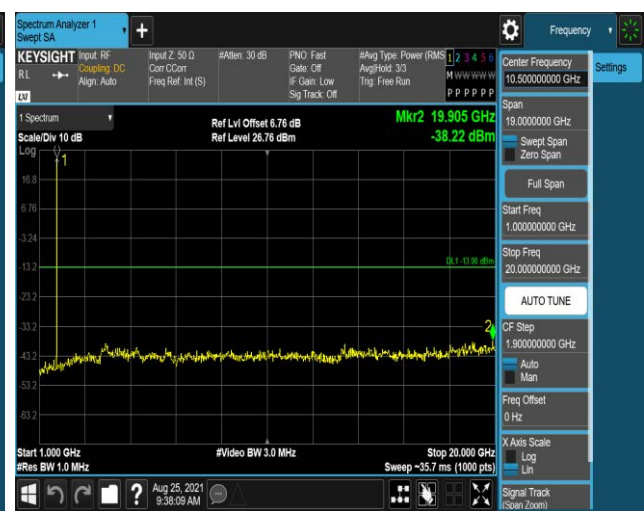 Spectrum Analyzer 1
Swept SA
+
Frequency
KEYSIGHT
RL
LXI
Input: RF
Coupling: DC
Align: Auto
Input Z: 50 Ω
Corr CCorr
Freq Ref: Int (S)
#Atten: 30 dB
PNO: Fast
Gate: Off
IF Gain: Low
Sig Track: Off
#Avg Type: Power (RMS
Avg|Hold: 3/3
Trig: Free Run
1 2 3 4 5 6
M W W W W W
P P P P P P
1 Spectrum
Scale/Div 10 dB
Log
Ref Lvl Offset 6.76 dB
Ref Level 26.76 dBm
Mkr2 19.905 GHz
-38.22 dBm
1
16.8
6.76
-3.24
-13.2
DL1 -13.00 dBm
-23.2
-33.2
2
-43.2
-53.2
-63.2
Start 1.000 GHz
#Res BW 1.0 MHz
#Video BW 3.0 MHz
Stop 20.000 GHz
Sweep ~35.7 ms (1000 pts)
?
Aug 25, 2021
9:38:09 AM
Center Frequency
10.500000000 GHz
Settings
Span
19.0000000 GHz
Swept Span
Zero Span
Full Span
Start Freq
1.000000000 GHz
Stop Freq
20.000000000 GHz
AUTO TUNE
CF Step
1.900000000 GHz
Auto
Man
Freq Offset
0 Hz
X Axis Scale
Log
Lin
Signal Track
(Span Zoom)